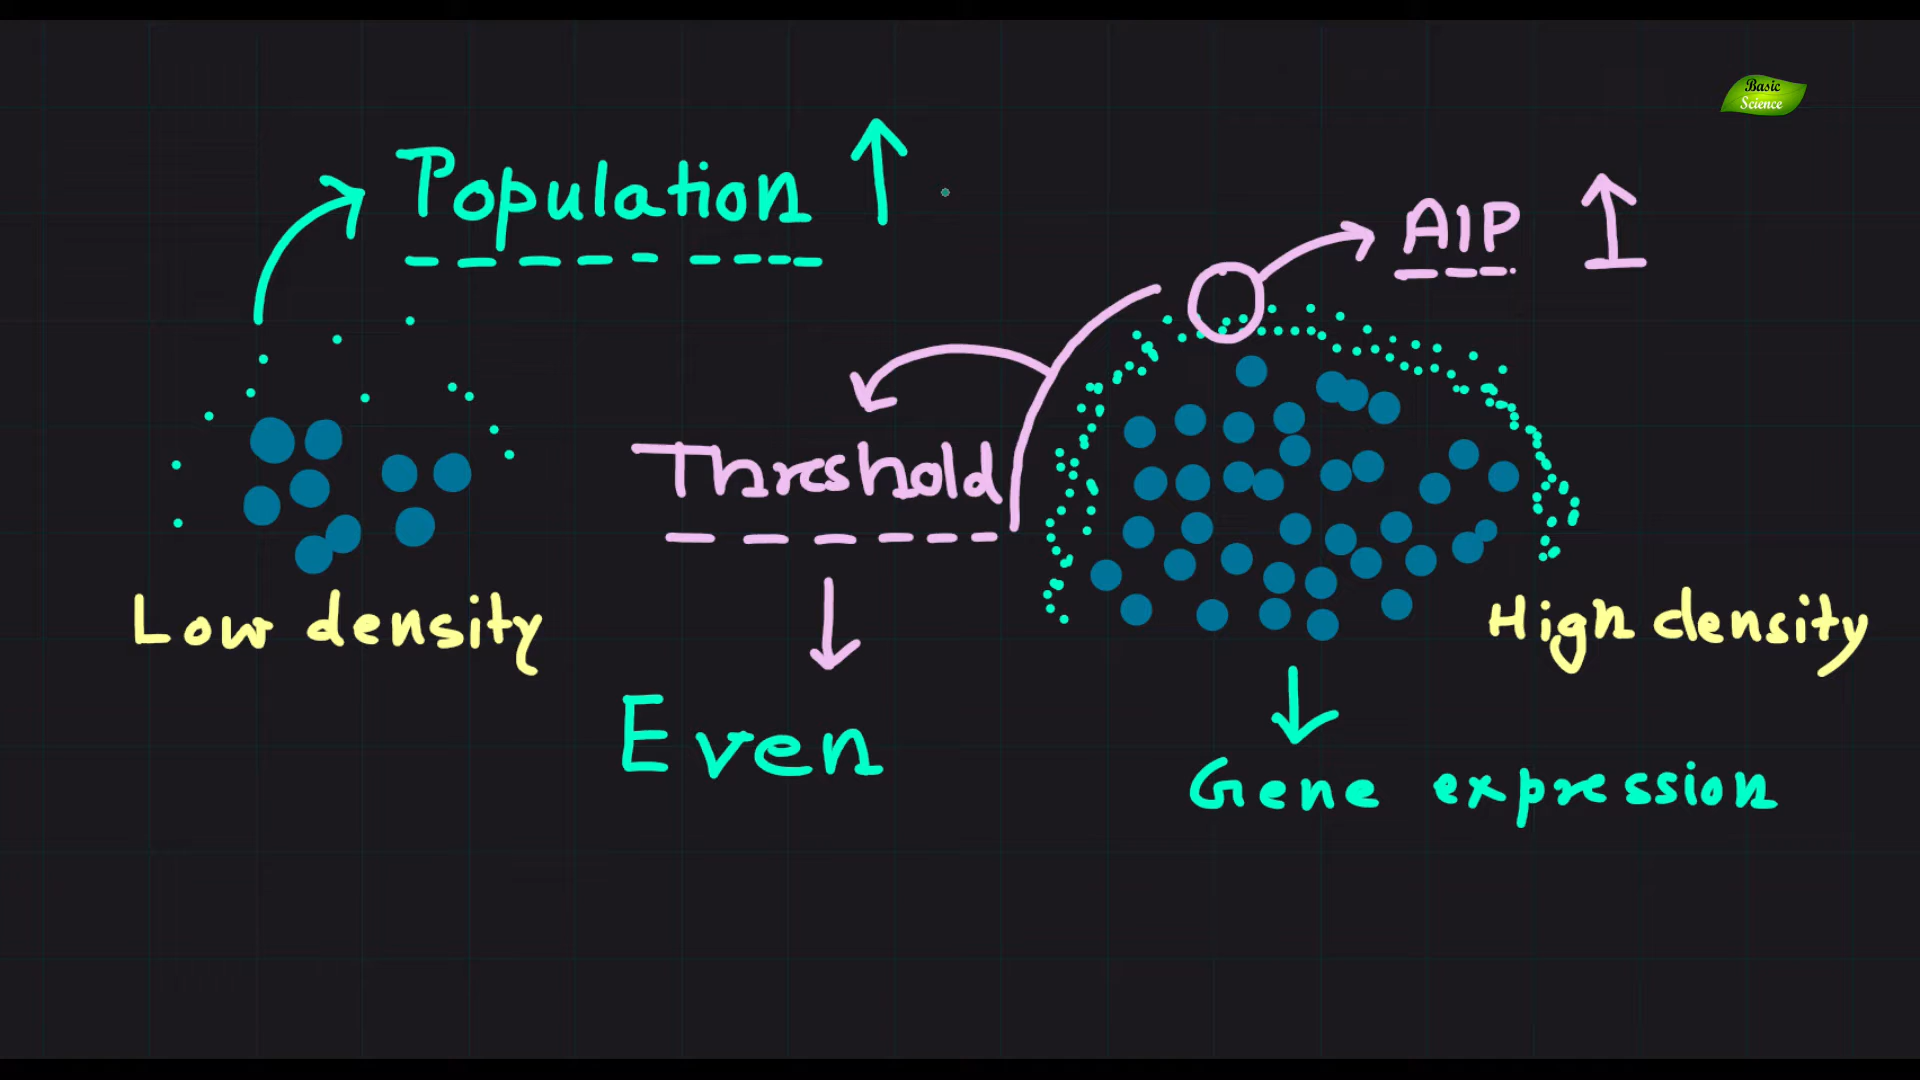 Basic
Science
Population ↑
AIP ↑
Threshold
Low density
High density
Even
Gene expression